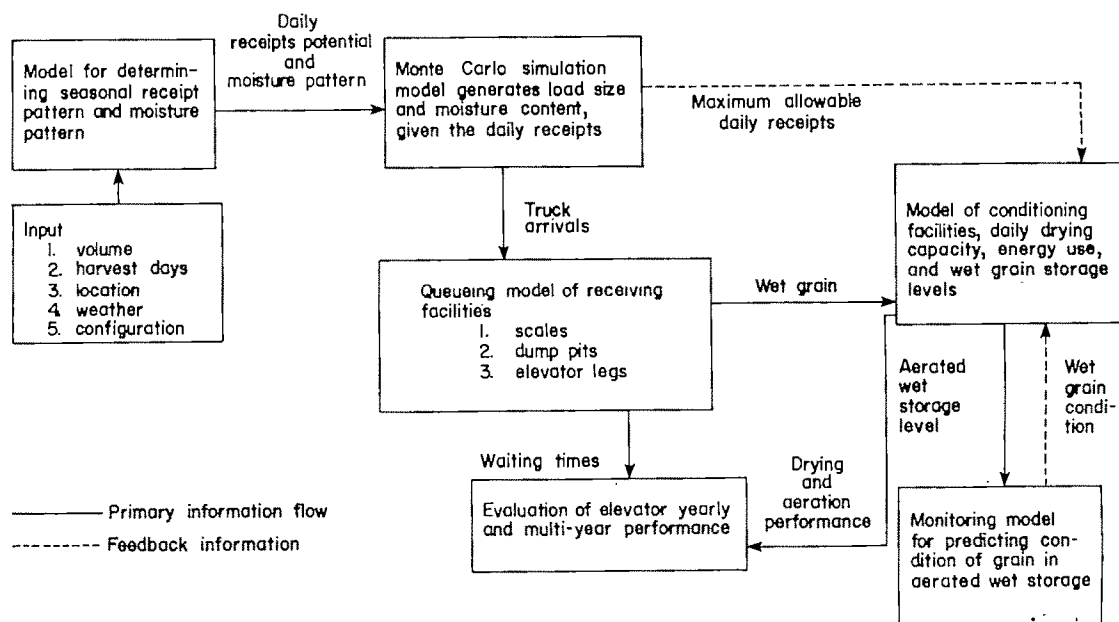 Daily
receipts potential
and
moisture pattern
Model for determin-
ing seasonal receipt
pattern and moisture
pattern
Monte Carlo simulation
model generates load size
and moisture content,
given the daily receipts
Maximum allowable
daily receipts
Input
1. volume
2. harvest days
3. location
4. weather
5. configuration
Truck
arrivals
Model of conditioning
facilities, daily drying
capacity, energy use,
and wet grain storage
levels
Queueing model of receiving
facilities
1. scales
2. dump pits
3. elevator legs
Wet grain
Aerated
wet
storage
level
Wet
grain
condi-
tion
Waiting times
Drying
and
aeration
performance
Evaluation of elevator yearly
and multi-year performance
Monitoring model
for predicting con-
dition of grain in
aerated wet storage
Primary information flow
Feedback information